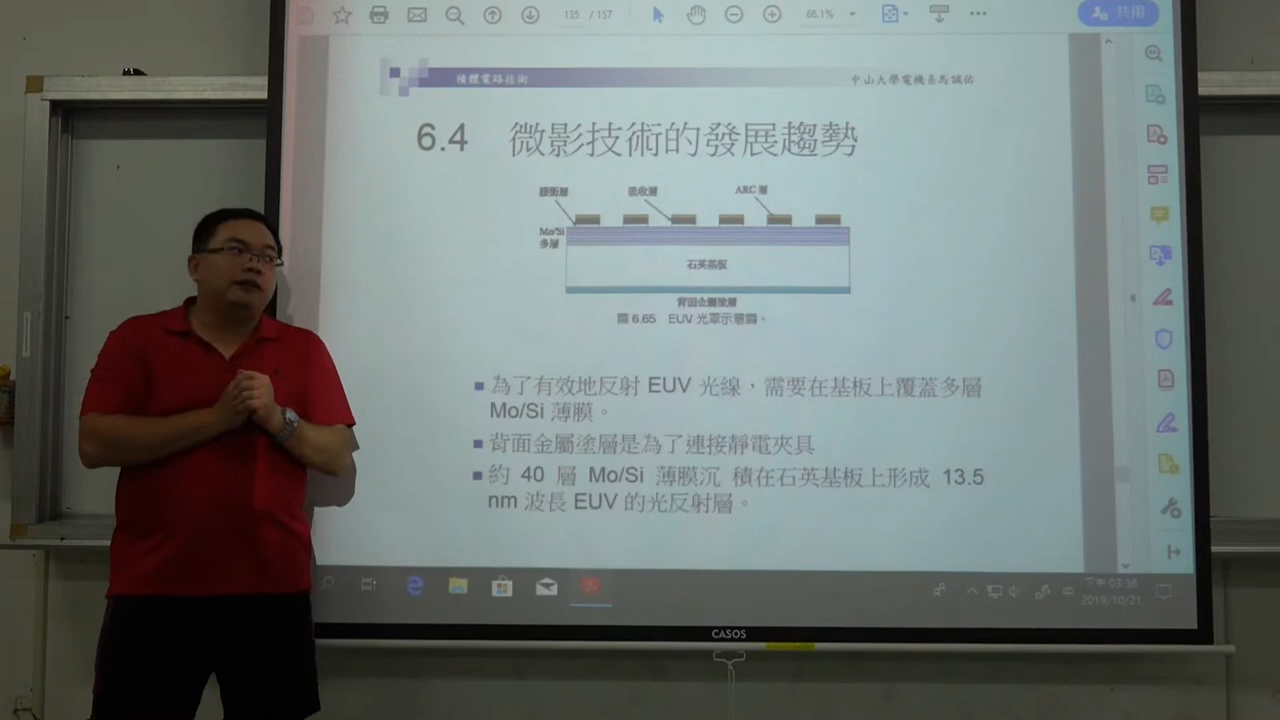 135 / 157
66.1%
共用
積體電路技術
中山大學電機系馬誠佑
6.4 微影技術的發展趨勢
緩衝層
吸收層
ARC 層
Mo/Si
多層
石英基板
背面金屬塗層
圖 6.65 EUV 光罩示意圖。
為了有效地反射 EUV 光線，需要在基板上覆蓋多層
Mo/Si 薄膜。
背面金屬塗層是為了連接靜電夾具
約 40 層 Mo/Si 薄膜沉 積在石英基板上形成 13.5
nm 波長 EUV 的光反射層。
中
下午 03:36
2019/10/21
CASOS